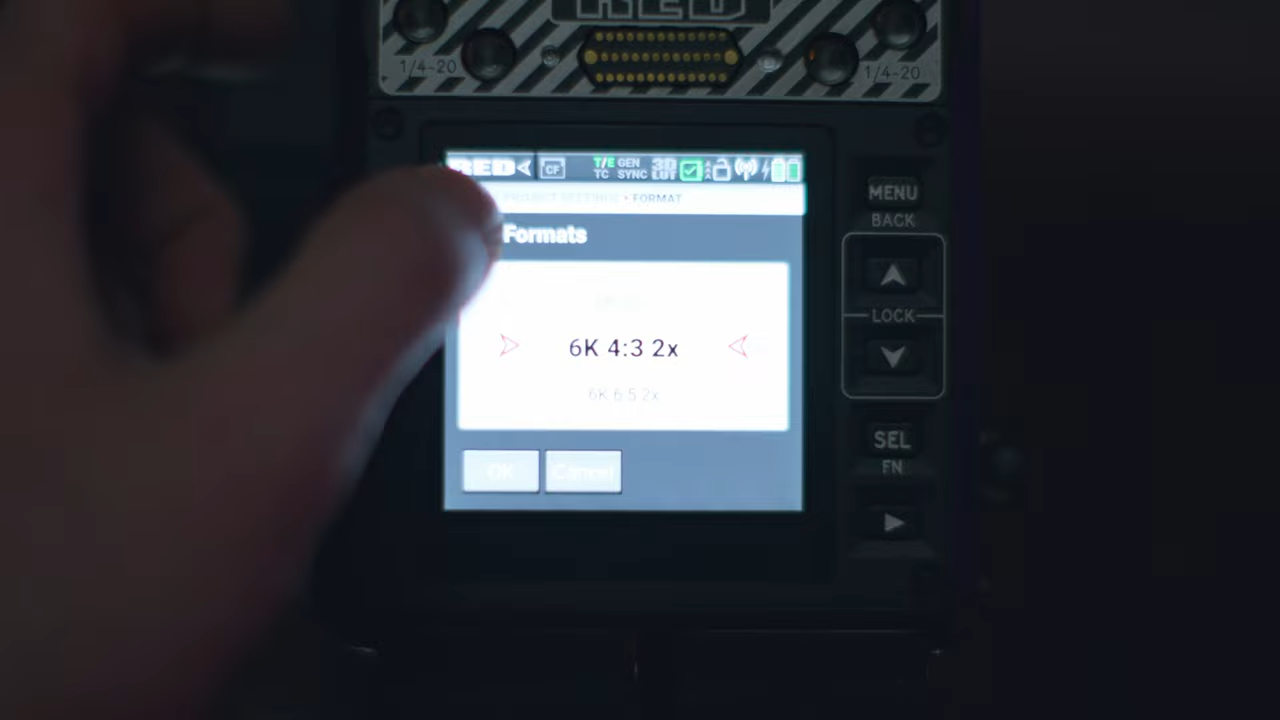 RED
1/4-20
1/4-20
RED
CF
T/E
TC
GEN
SYNC
3D
LUT
PROJECT SETTINGS • FORMAT
Formats
6K 4:3 2x
6K 6:5 2x
OK
Cancel
MENU
BACK
LOCK
SEL
FN